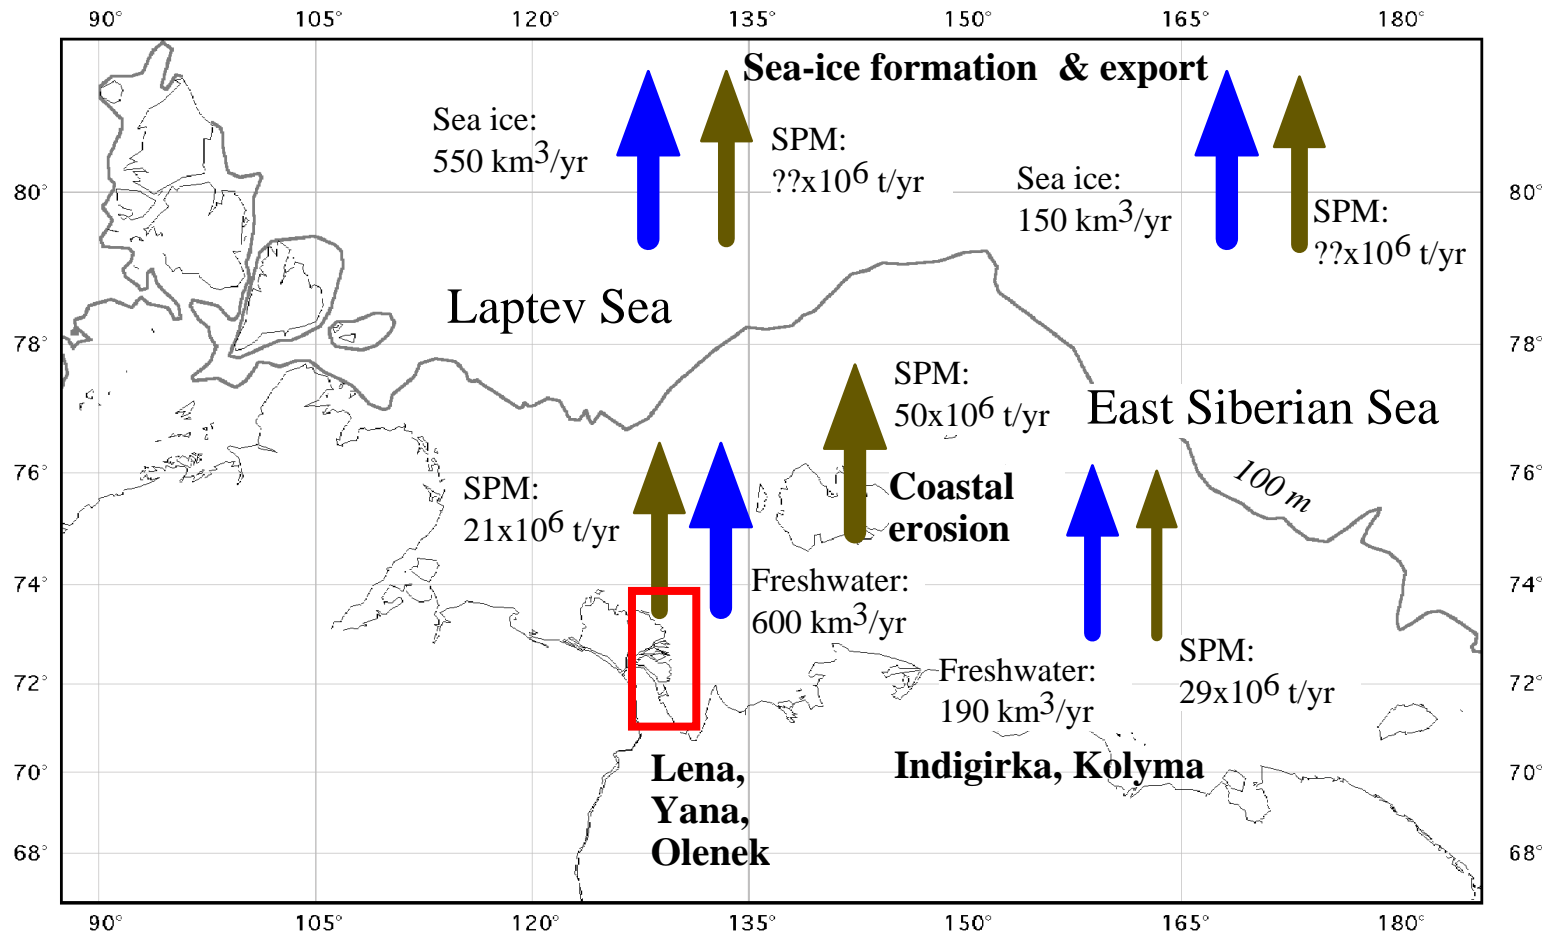 90° 105° 120° 135° 150° 165° 180°
Sea-ice formation & export
Sea ice:
550 km³/yr
SPM:
??x10⁶ t/yr
Sea ice:
150 km³/yr
SPM:
??x10⁶ t/yr
80° 80°
Laptev Sea
78° 78°
SPM:
50x10⁶ t/yr
East Siberian Sea
76° 76°
100 m
Coastal
erosion
SPM:
21x10⁶ t/yr
74° 74°
Freshwater:
600 km³/yr
Freshwater:
190 km³/yr
SPM:
29x10⁶ t/yr
72° 72°
Lena,
Yana,
Olenek
Indigirka, Kolyma
70° 70°
68° 68°
90° 105° 120° 135° 150° 165° 180°